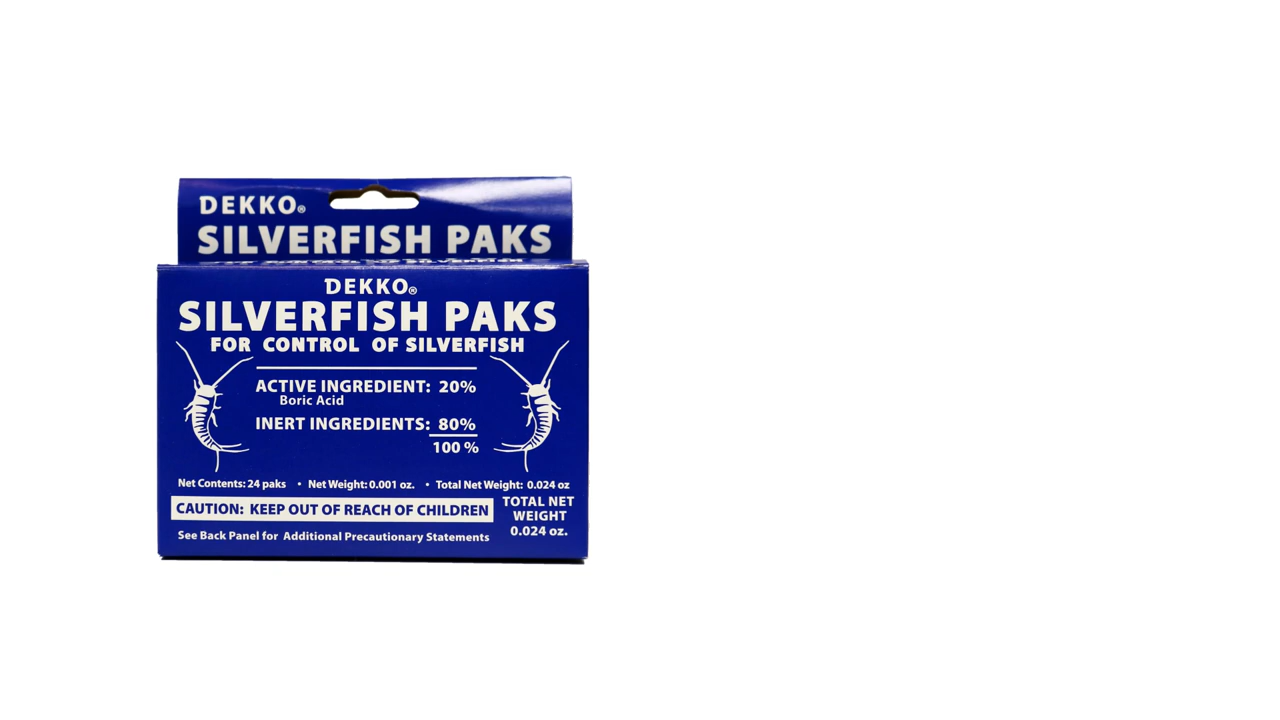 DEKKO®
SILVERFISH PAKS
DEKKO®
SILVERFISH PAKS
FOR CONTROL OF SILVERFISH
ACTIVE INGREDIENT: 20%
Boric Acid
INERT INGREDIENTS: 80%
100 %
Net Contents: 24 paks • Net Weight: 0.001 oz. • Total Net Weight: 0.024 oz
CAUTION: KEEP OUT OF REACH OF CHILDREN
See Back Panel for Additional Precautionary Statements
TOTAL NET
WEIGHT
0.024 oz.